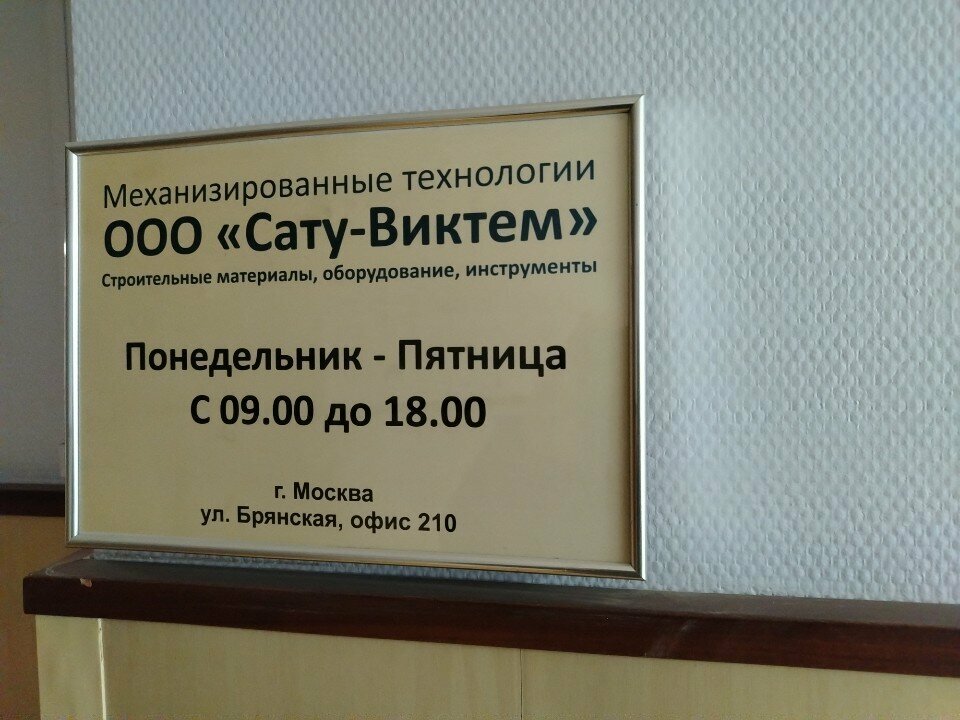 Механизированные технологии
ООО «Сату-Виктем»
Строительные материалы, оборудование, инструменты
Понедельник - Пятница
С 09.00 до 18.00
г. Москва
ул. Брянская, офис 210